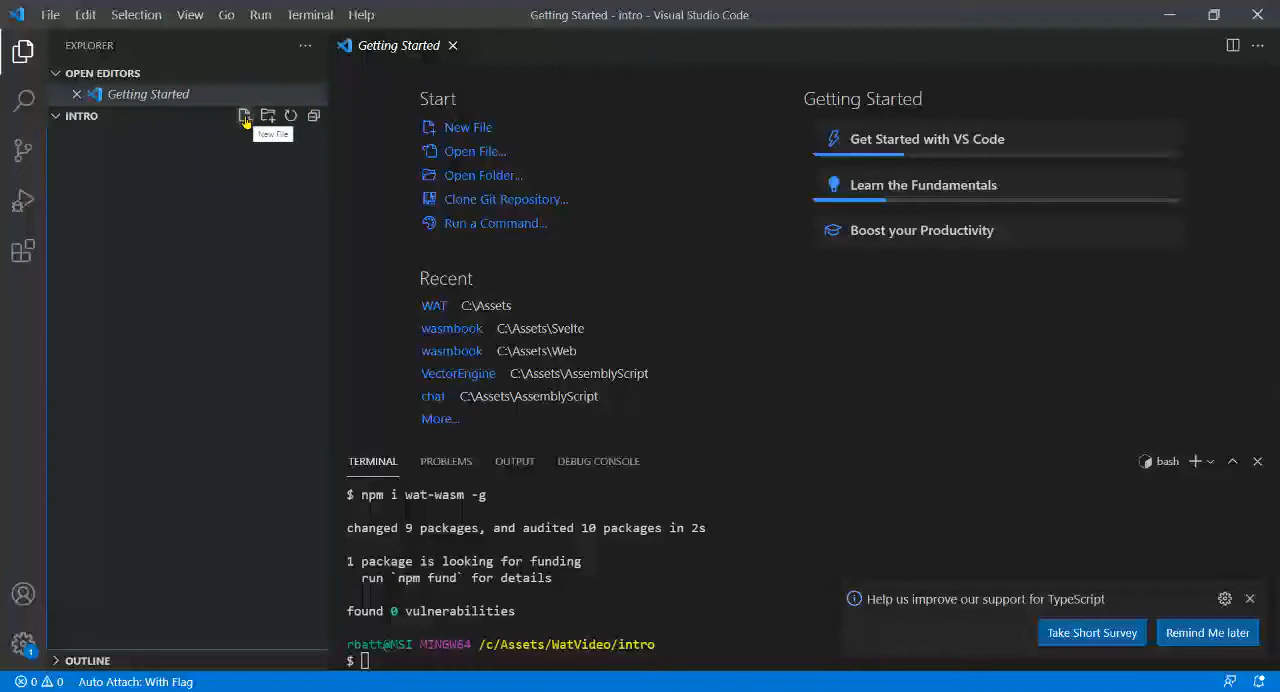 File Edit Selection View Go Run Terminal Help
Getting Started - intro - Visual Studio Code
EXPLORER
OPEN EDITORS
Getting Started
INTRO
New File
Getting Started
Start
New File
Open File...
Open Folder...
Clone Git Repository...
Run a Command...
Recent
WAT C:\Assets
wasmbook C:\Assets\Svelte
wasmbook C:\Assets\Web
VectorEngine C:\Assets\AssemblyScript
chat C:\Assets\AssemblyScript
More...
Getting Started
Get Started with VS Code
Learn the Fundamentals
Boost your Productivity
TERMINAL PROBLEMS OUTPUT DEBUG CONSOLE
bash
$ npm i wat-wasm -g
changed 9 packages, and audited 10 packages in 2s
1 package is looking for funding
run `npm fund` for details
found 0 vulnerabilities
rbatt@MSI MINGW64 /c/Assets/WatVideo/intro
$
Help us improve our support for TypeScript
Take Short Survey
Remind Me later
1
OUTLINE
0 0 Auto Attach: With Flag